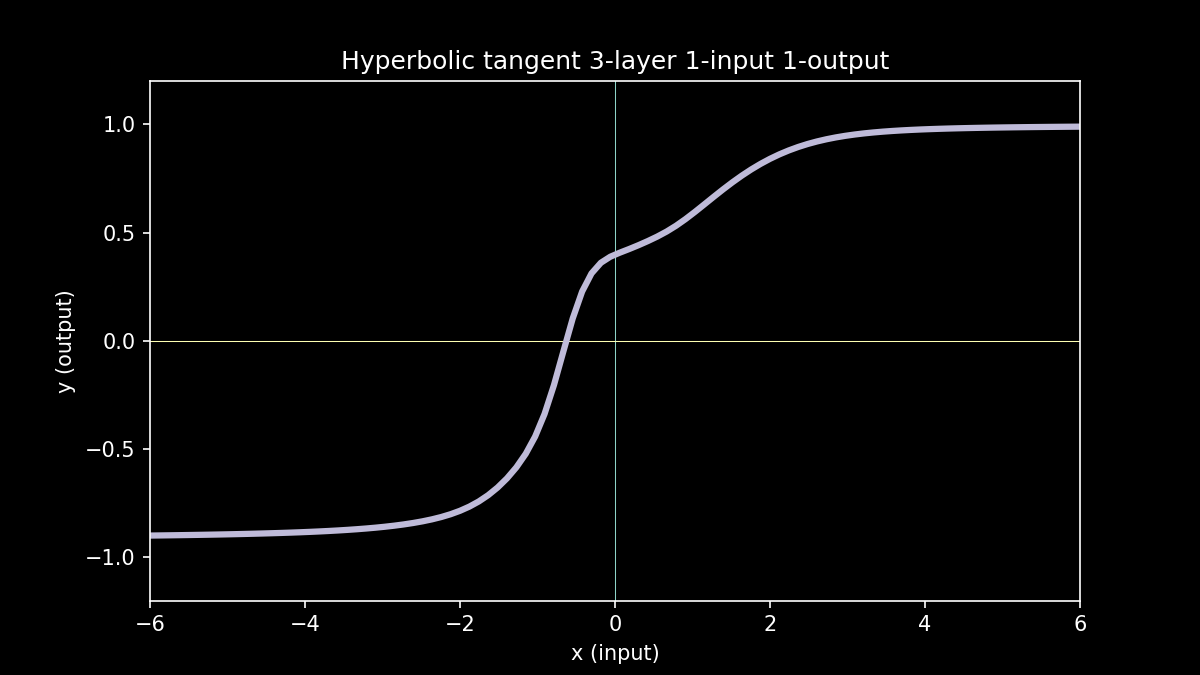 Hyperbolic tangent 3-layer 1-input 1-output
1.0
0.5
0.0
−0.5
−1.0
y (output)
−6 −4 −2 0 2 4 6
x (input)